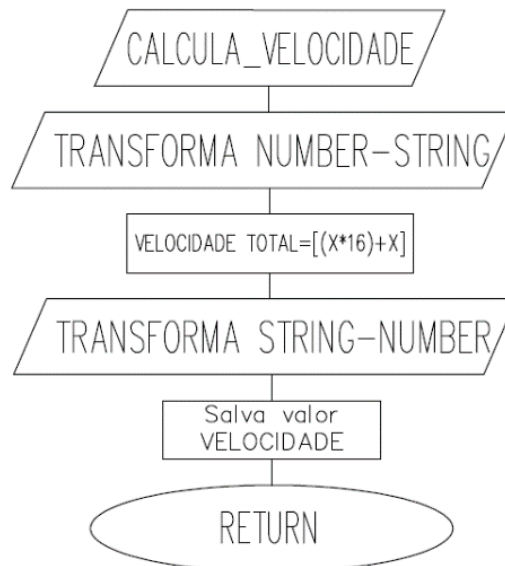 CALCULA_VELOCIDADE
TRANSFORMA NUMBER-STRING
VELOCIDADE TOTAL=[(X*16)+X]
TRANSFORMA STRING-NUMBER
Salva valor
VELOCIDADE
RETURN